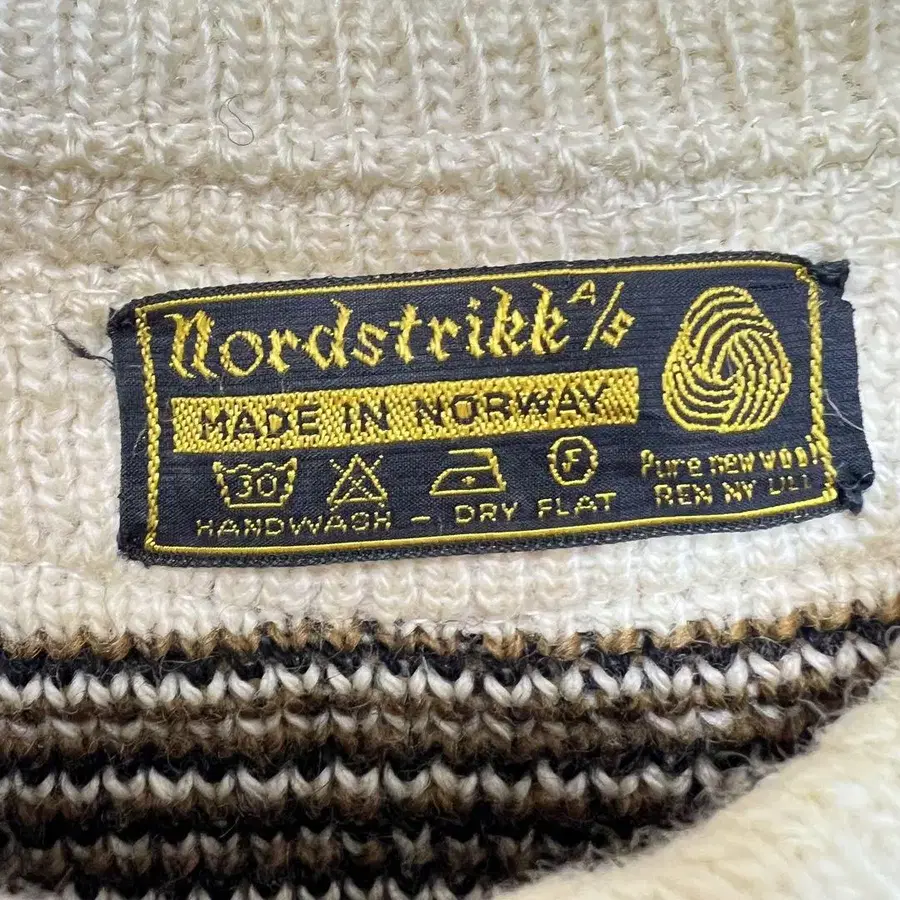 Nordstrikk A/s
MADE IN NORWAY
30
F
HANDWASH - DRY FLAT
Pure new wool
REN NY ULL